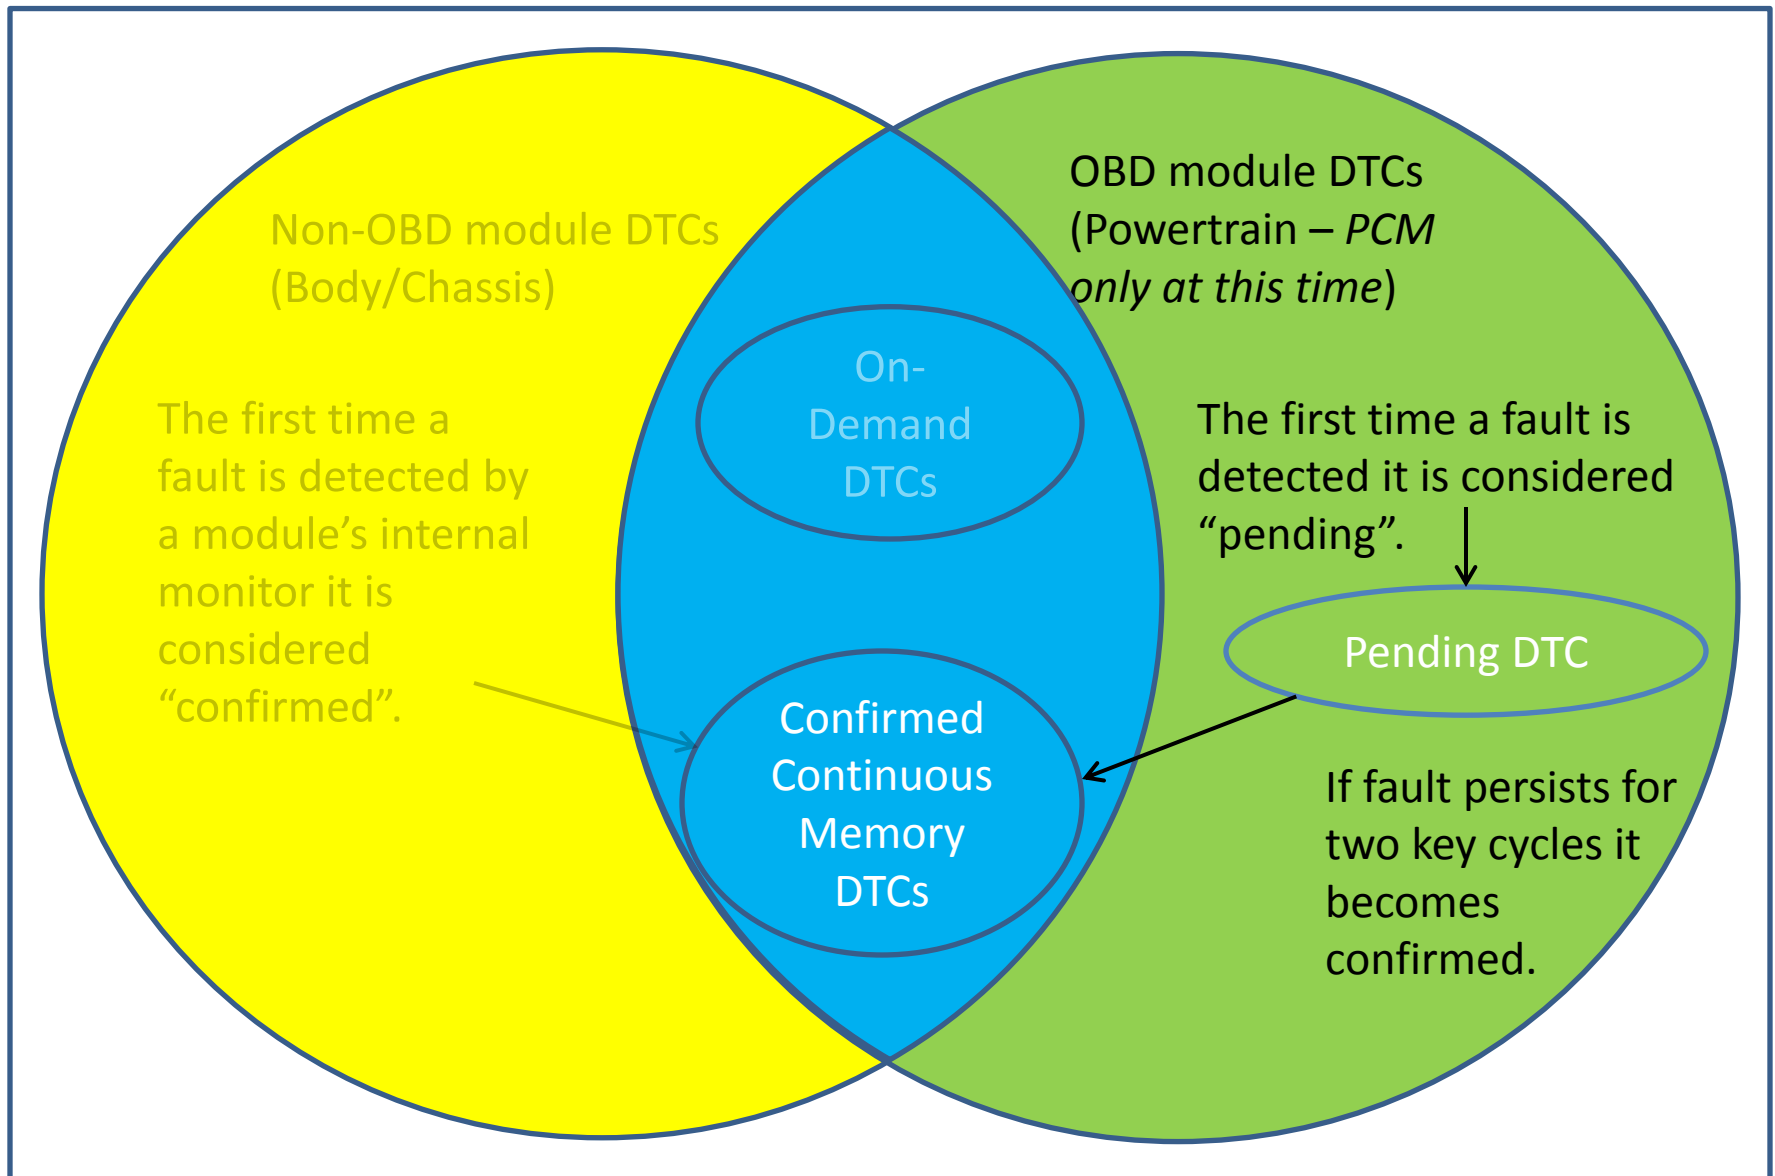 Non-OBD module DTCs
(Body/Chassis)
The first time a
fault is detected by
a module’s internal
monitor it is
considered
“confirmed”.
On-
Demand
DTCs
Confirmed
Continuous
Memory
DTCs
OBD module DTCs
(Powertrain – PCM
only at this time)
The first time a fault is
detected it is considered
“pending”.
Pending DTC
If fault persists for
two key cycles it
becomes
confirmed.